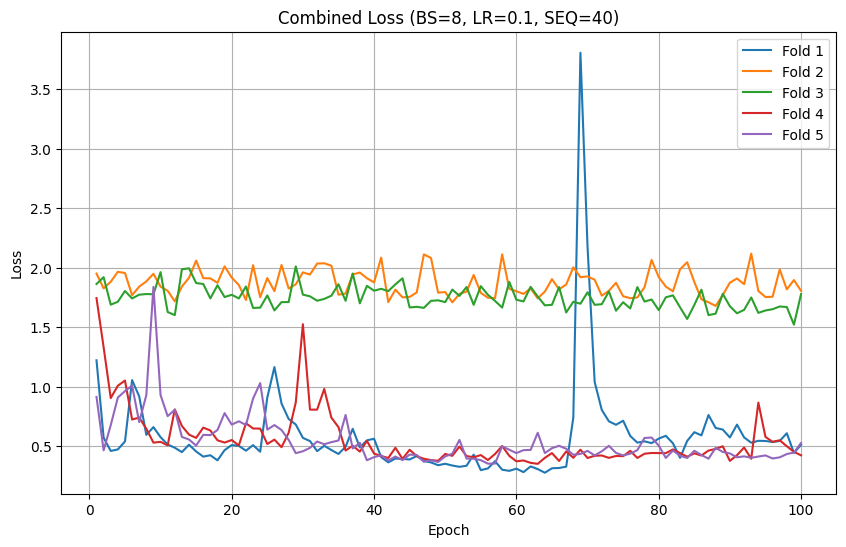 Combined Loss (BS=8, LR=0.1, SEQ=40)
Fold 1
Fold 2
Fold 3
Fold 4
Fold 5
3.5
3.0
2.5
2.0
1.5
1.0
0.5
Loss
0 20 40 60 80 100
Epoch